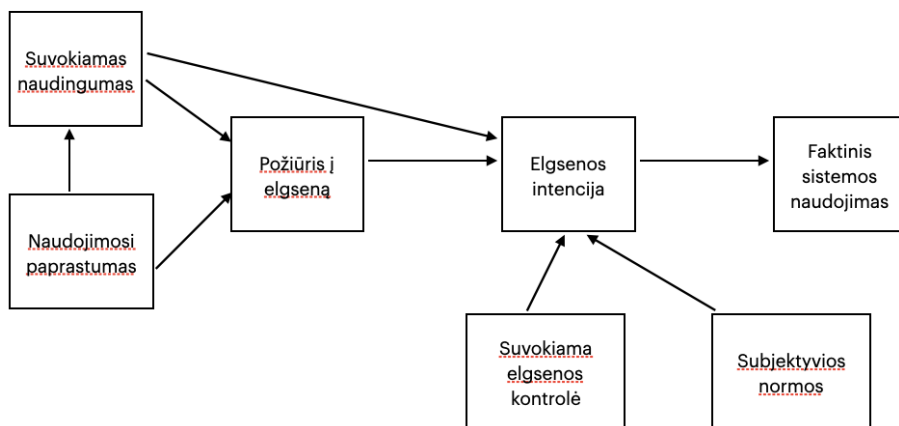 Suvokiamas
naudingumas
Požiūris į
elgseną
Elgsenos
intencija
Faktinis
sistemos
naudojimas
Naudojimosi
paprastumas
Suvokiama
elgsenos
kontrolė
Subjektyvios
normos